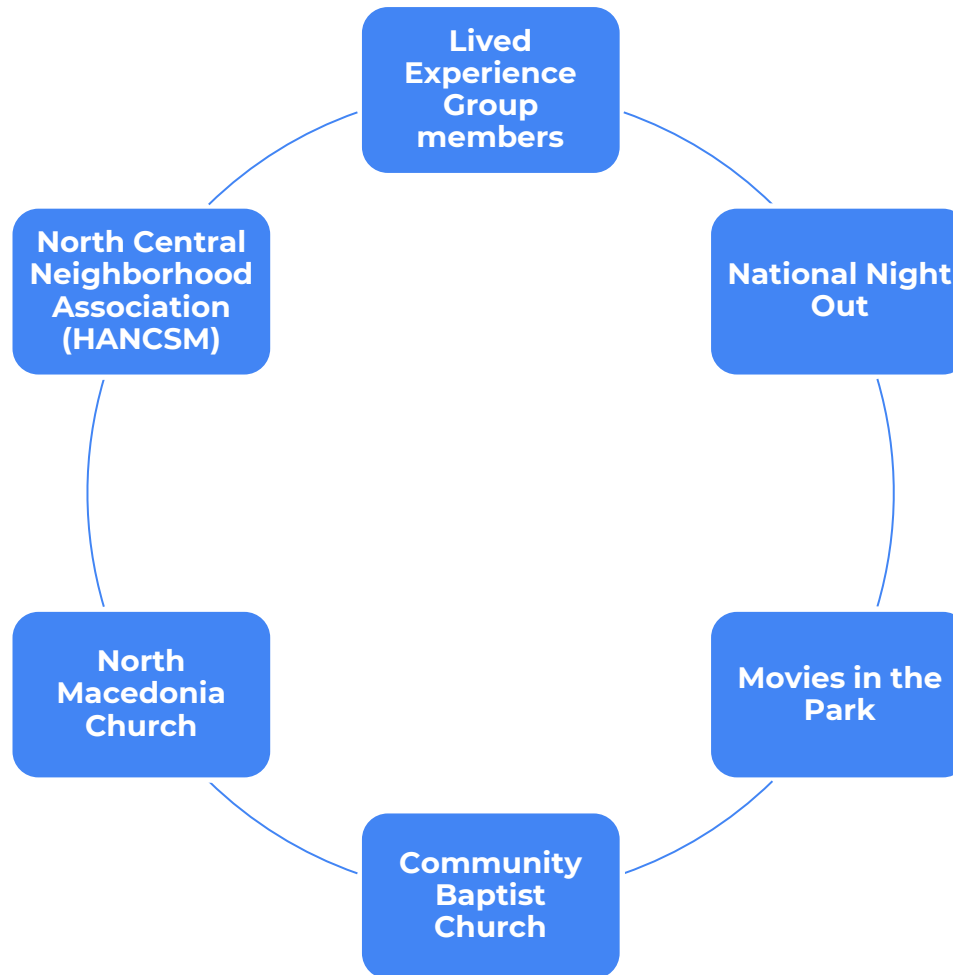 Lived
Experience
Group
members
National Night
Out
Movies in the
Park
Community
Baptist
Church
North
Macedonia
Church
North Central
Neighborhood
Association
(HANCSM)